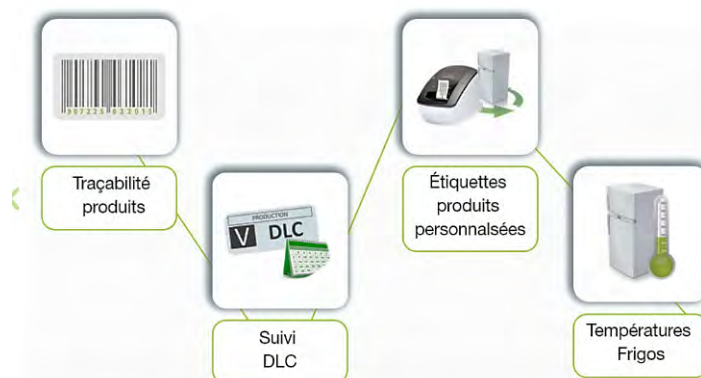 Traçabilité
produits
PRODUCTION
V DLC
Suivi
DLC
Étiquettes
produits
personnalsées
Températures
Frigos